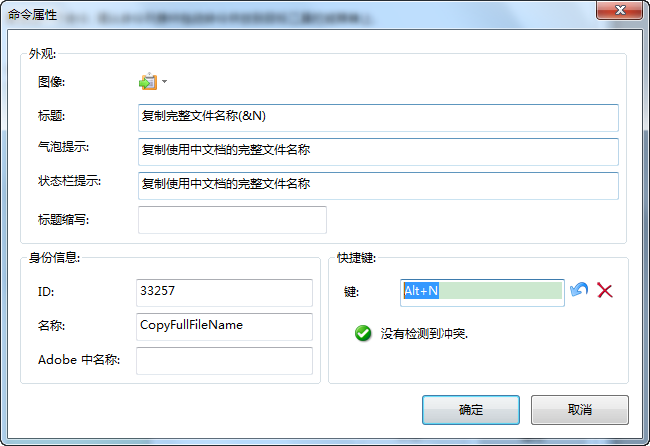 命令属性
外观:
图像:
标题: 复制完整文件名称(&N)
气泡提示: 复制使用中文档的完整文件名称
状态栏提示: 复制使用中文档的完整文件名称
标题缩写:
身份信息:
ID: 33257
名称: CopyFullFileName
Adobe 中名称:
快捷键:
键: Alt+N
没有检测到冲突.
确定 取消